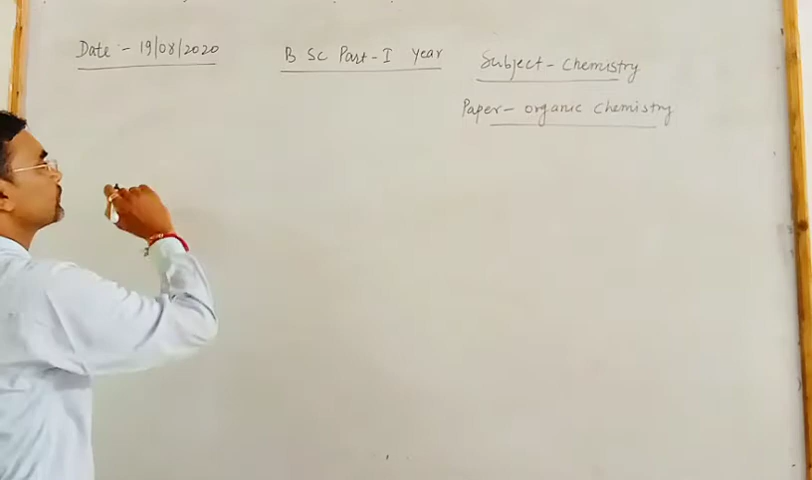 Date :- 19/08/2020 B Sc Part-I Year Subject- Chemistry
Paper- organic chemistry